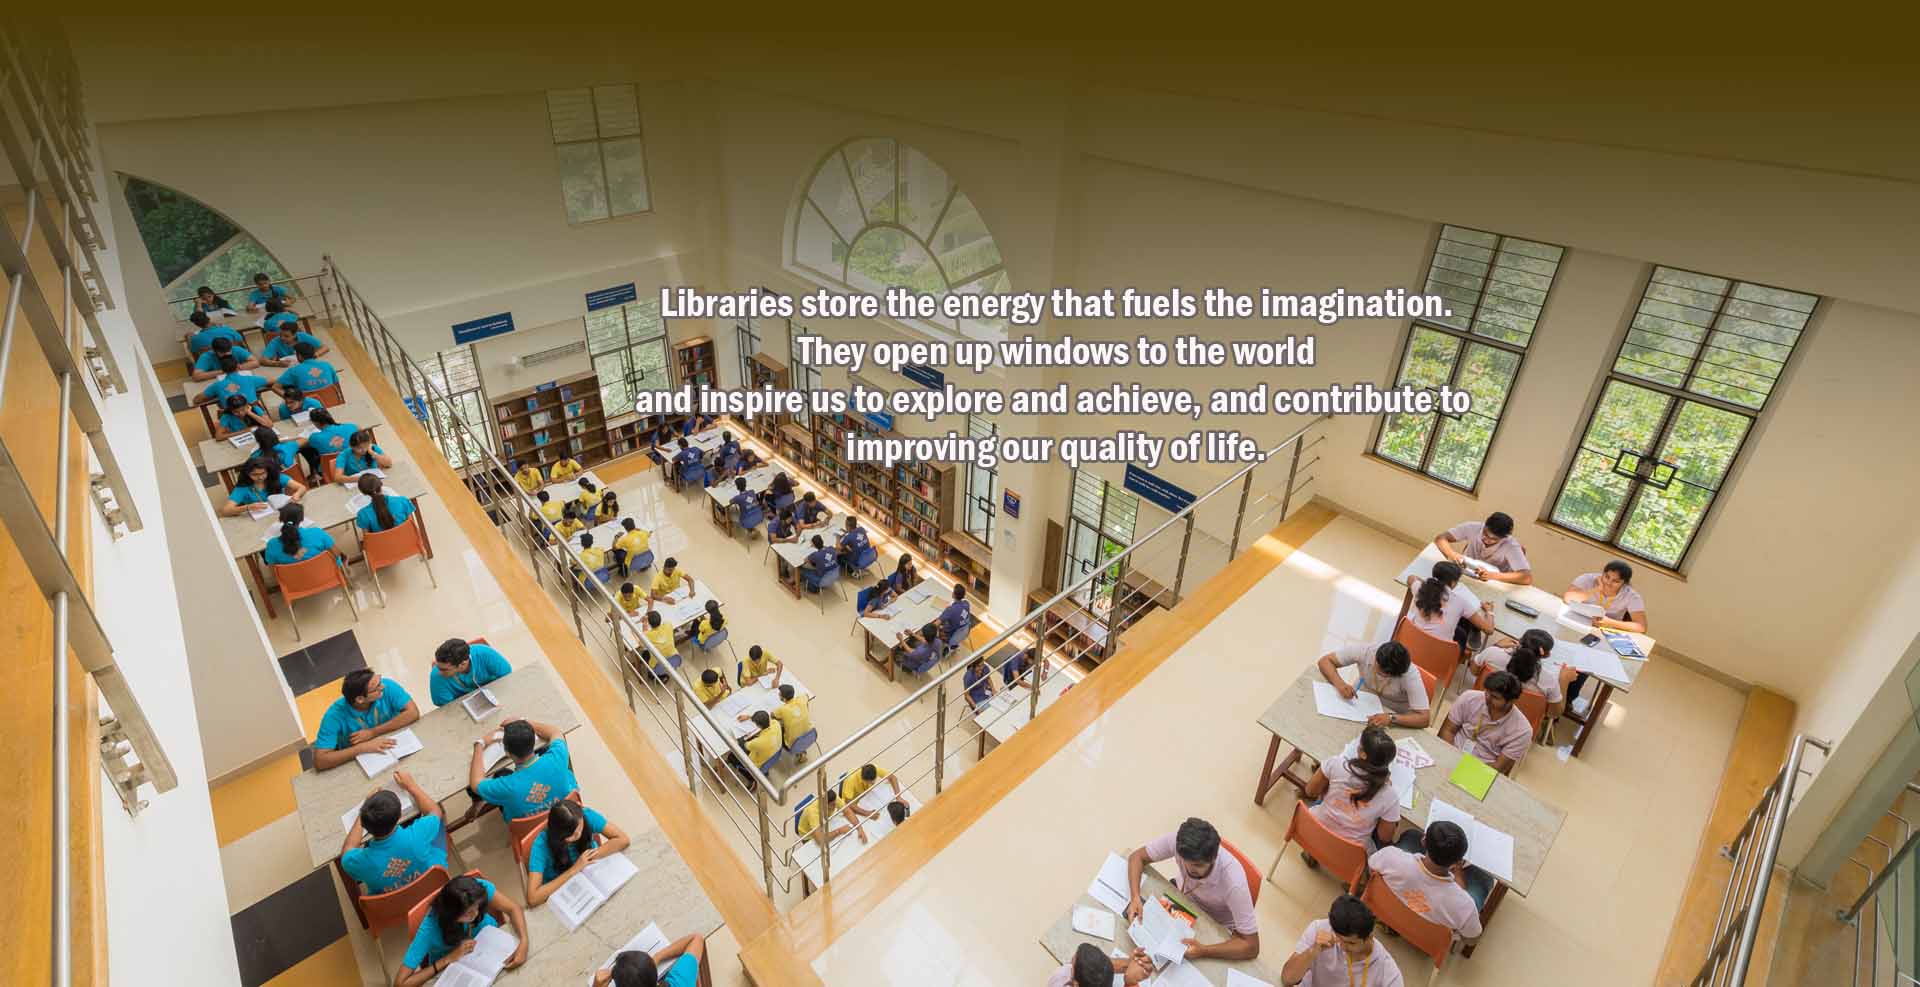 Libraries store the energy that fuels the imagination.
They open up windows to the world
and inspire us to explore and achieve, and contribute to
improving our quality of life.
REVA